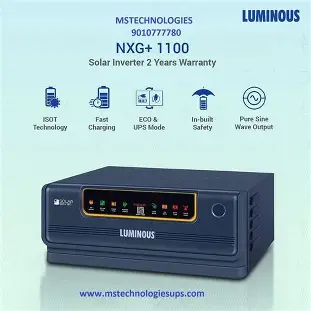 MSTECHNOLOGIES
9010777780
LUMINOUS
NXG+ 1100
Solar Inverter 2 Years Warranty
ISOT
Technology
Fast
Charging
ECO &
UPS Mode
In-built
Safety
Pure Sine
Wave Output
LUMINOUS
www.mstechnologiesups.com